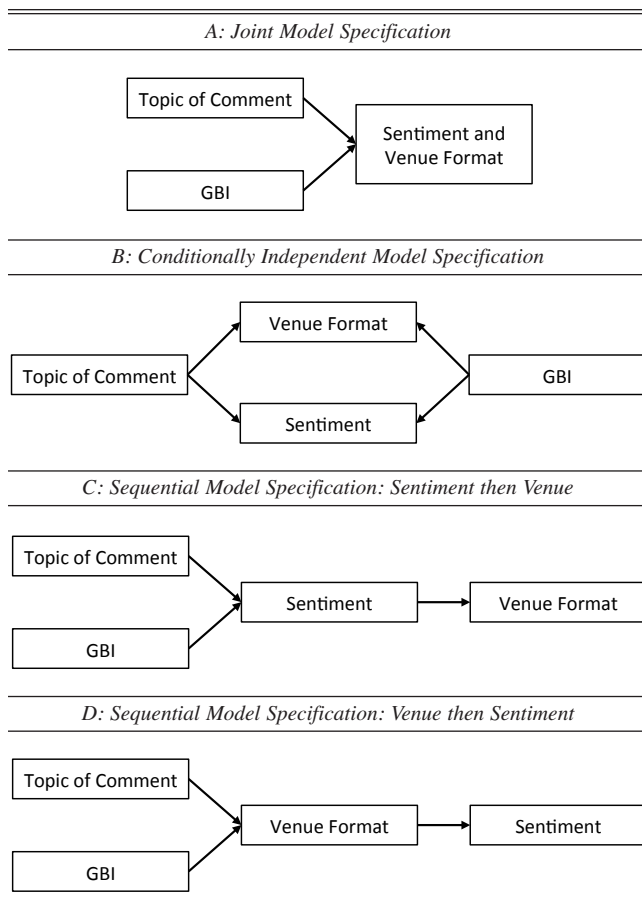 A: Joint Model Specification
Topic of Comment
Sentiment and
Venue Format
GBI
B: Conditionally Independent Model Specification
Venue Format
Topic of Comment
GBI
Sentiment
C: Sequential Model Specification: Sentiment then Venue
Topic of Comment
Sentiment
Venue Format
GBI
D: Sequential Model Specification: Venue then Sentiment
Topic of Comment
Venue Format
Sentiment
GBI